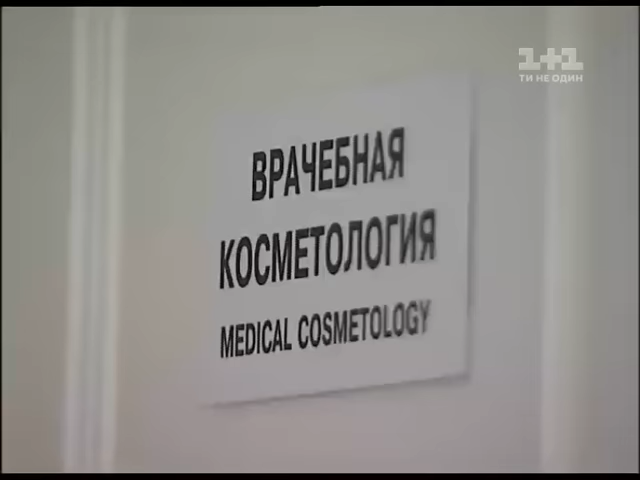 1+1
ТИ НЕ ОДИН
ВРАЧЕБНАЯ
КОСМЕТОЛОГИЯ
MEDICAL COSMETOLOGY